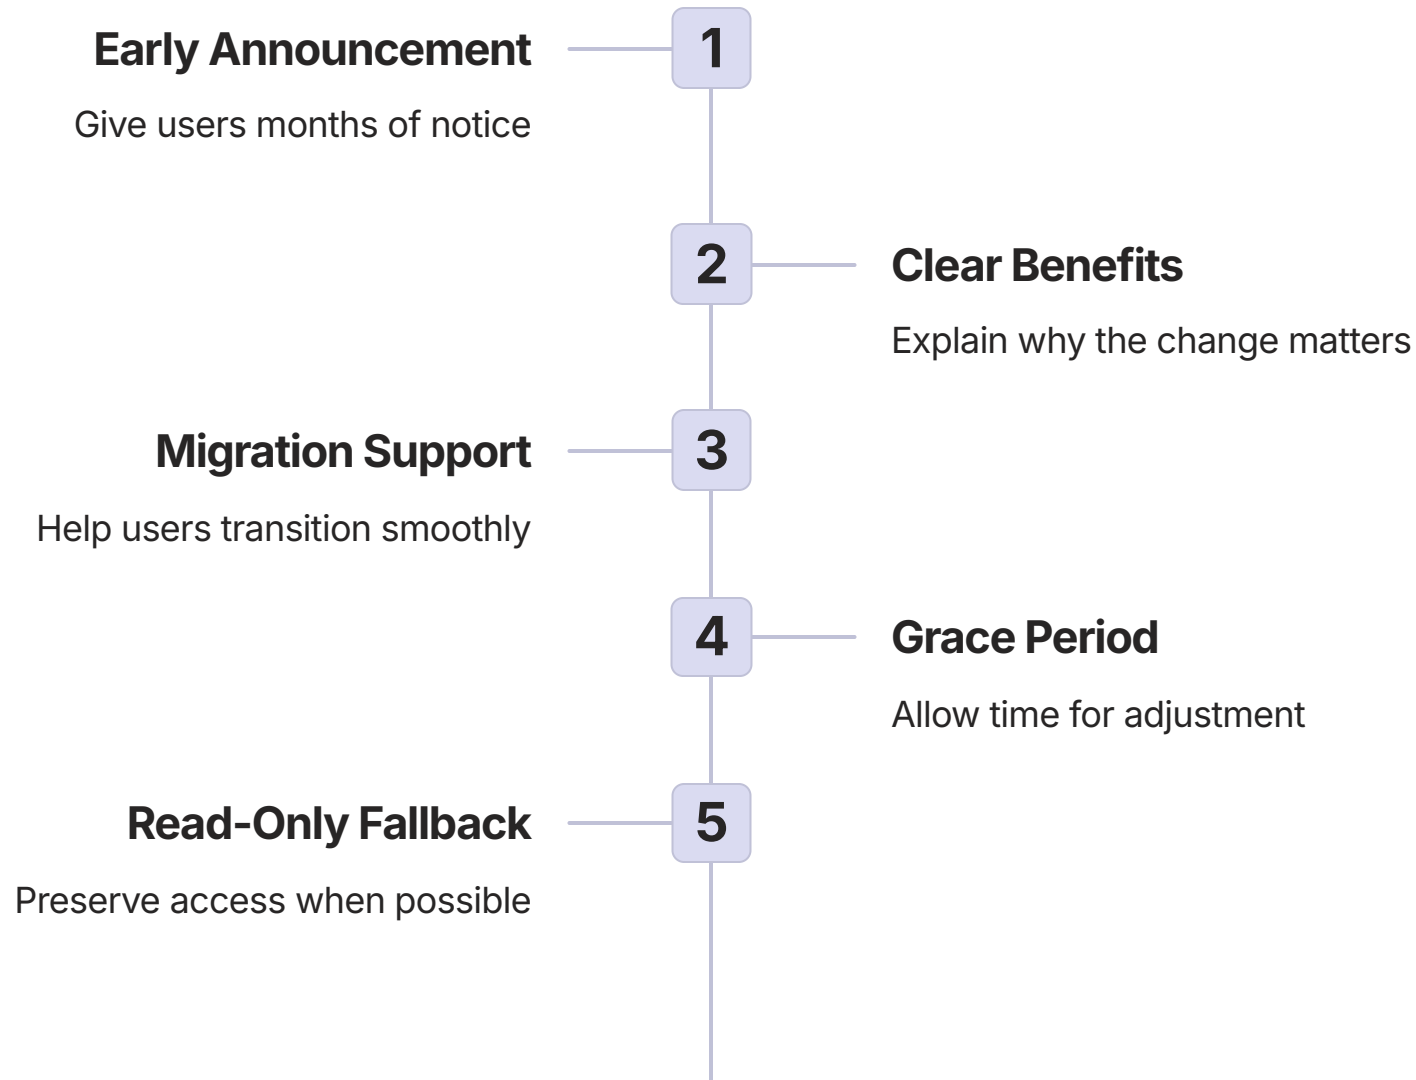 1
Early Announcement
Give users months of notice
2
Clear Benefits
Explain why the change matters
3
Migration Support
Help users transition smoothly
4
Grace Period
Allow time for adjustment
5
Read-Only Fallback
Preserve access when possible